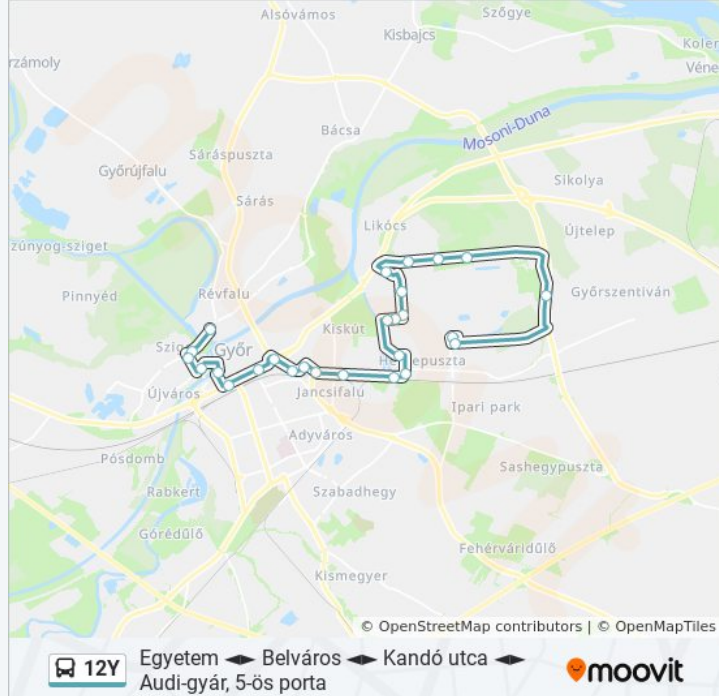 Alsóvámos
Szőgye
Kisbajcs
Koler
rzámoly
Véne
Bácsa
Mosoni-Duna
Sáráspuszta
Győrújfalu
Sikolya
Sárás
Likócs
Újtelep
zúnyog-sziget
Pinnyéd
Révfalu
Győrszentiván
Kiskút
Szig
Győr
puszta
Újváros
Jancsifalu
Ipari park
Adyváros
Pósdomb
Sashegypuszta
Rabkert
Szabadhegy
Górédűlő
Fehérváridűlő
Kismegyer
© OpenStreetMap contributors | © OpenMapTiles
12Y Egyetem ◄► Belváros ◄► Kandó utca ◄►
Audi-gyár, 5-ös porta
moovit